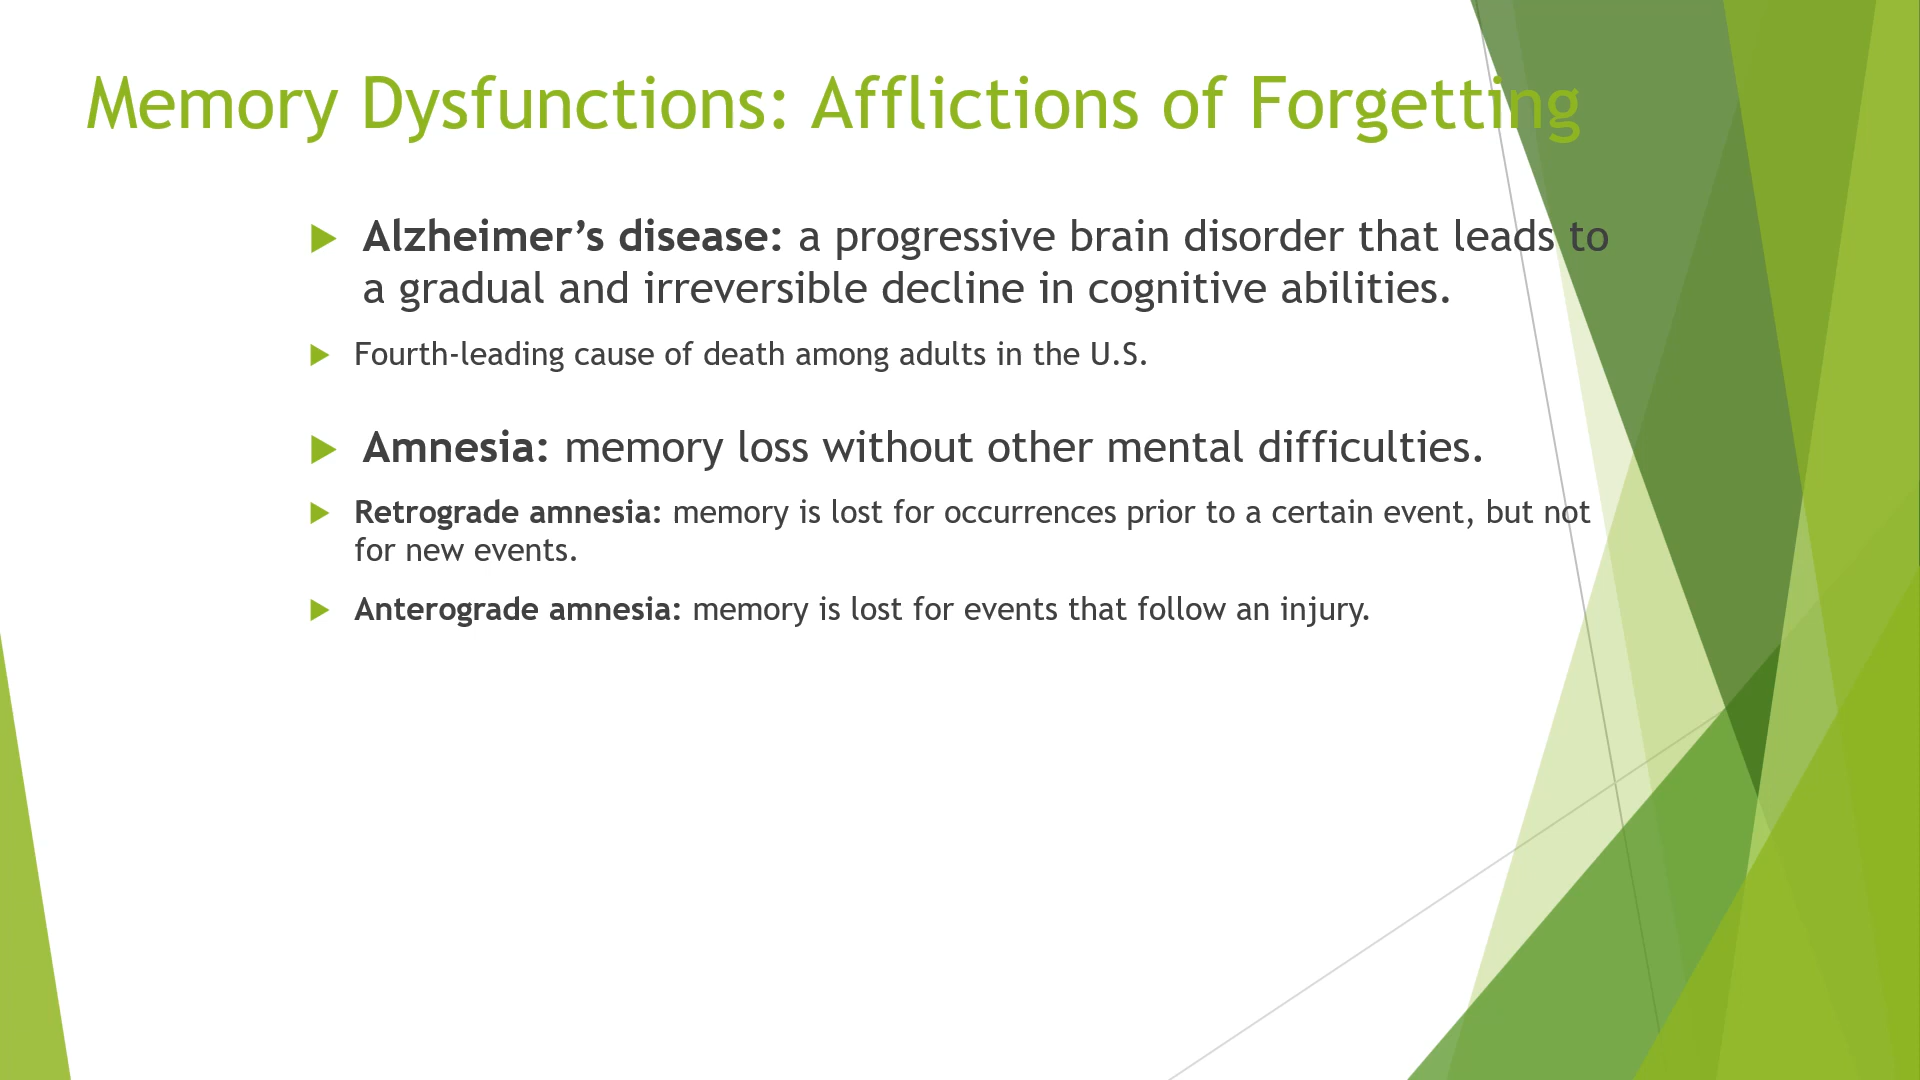 Memory Dysfunctions: Afflictions of Forgetting
Alzheimer’s disease: a progressive brain disorder that leads to
a gradual and irreversible decline in cognitive abilities.
Fourth-leading cause of death among adults in the U.S.
Amnesia: memory loss without other mental difficulties.
Retrograde amnesia: memory is lost for occurrences prior to a certain event, but not
for new events.
Anterograde amnesia: memory is lost for events that follow an injury.